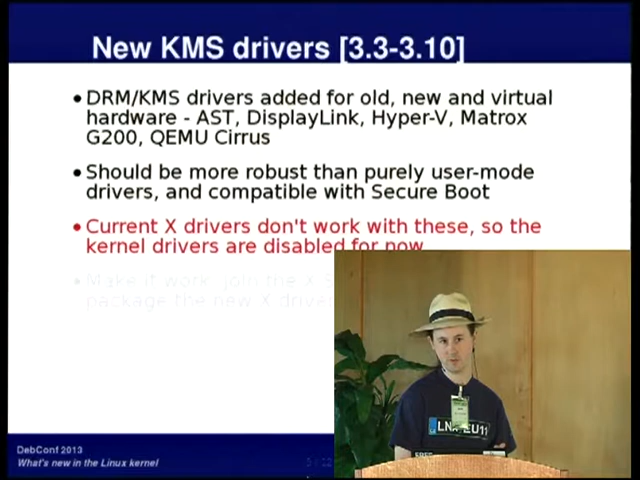 New KMS drivers [3.3-3.10]
•DRM/KMS drivers added for old, new and virtual
hardware - AST, DisplayLink, Hyper-V, Matrox
G200, QEMU Cirrus
•Should be more robust than purely user-mode
drivers, and compatible with Secure Boot
•Current X drivers don't work with these, so the
kernel drivers are disabled for now
•Make it work, join the X
package the new X
DebConf 2013
What's new in the Linux kernel